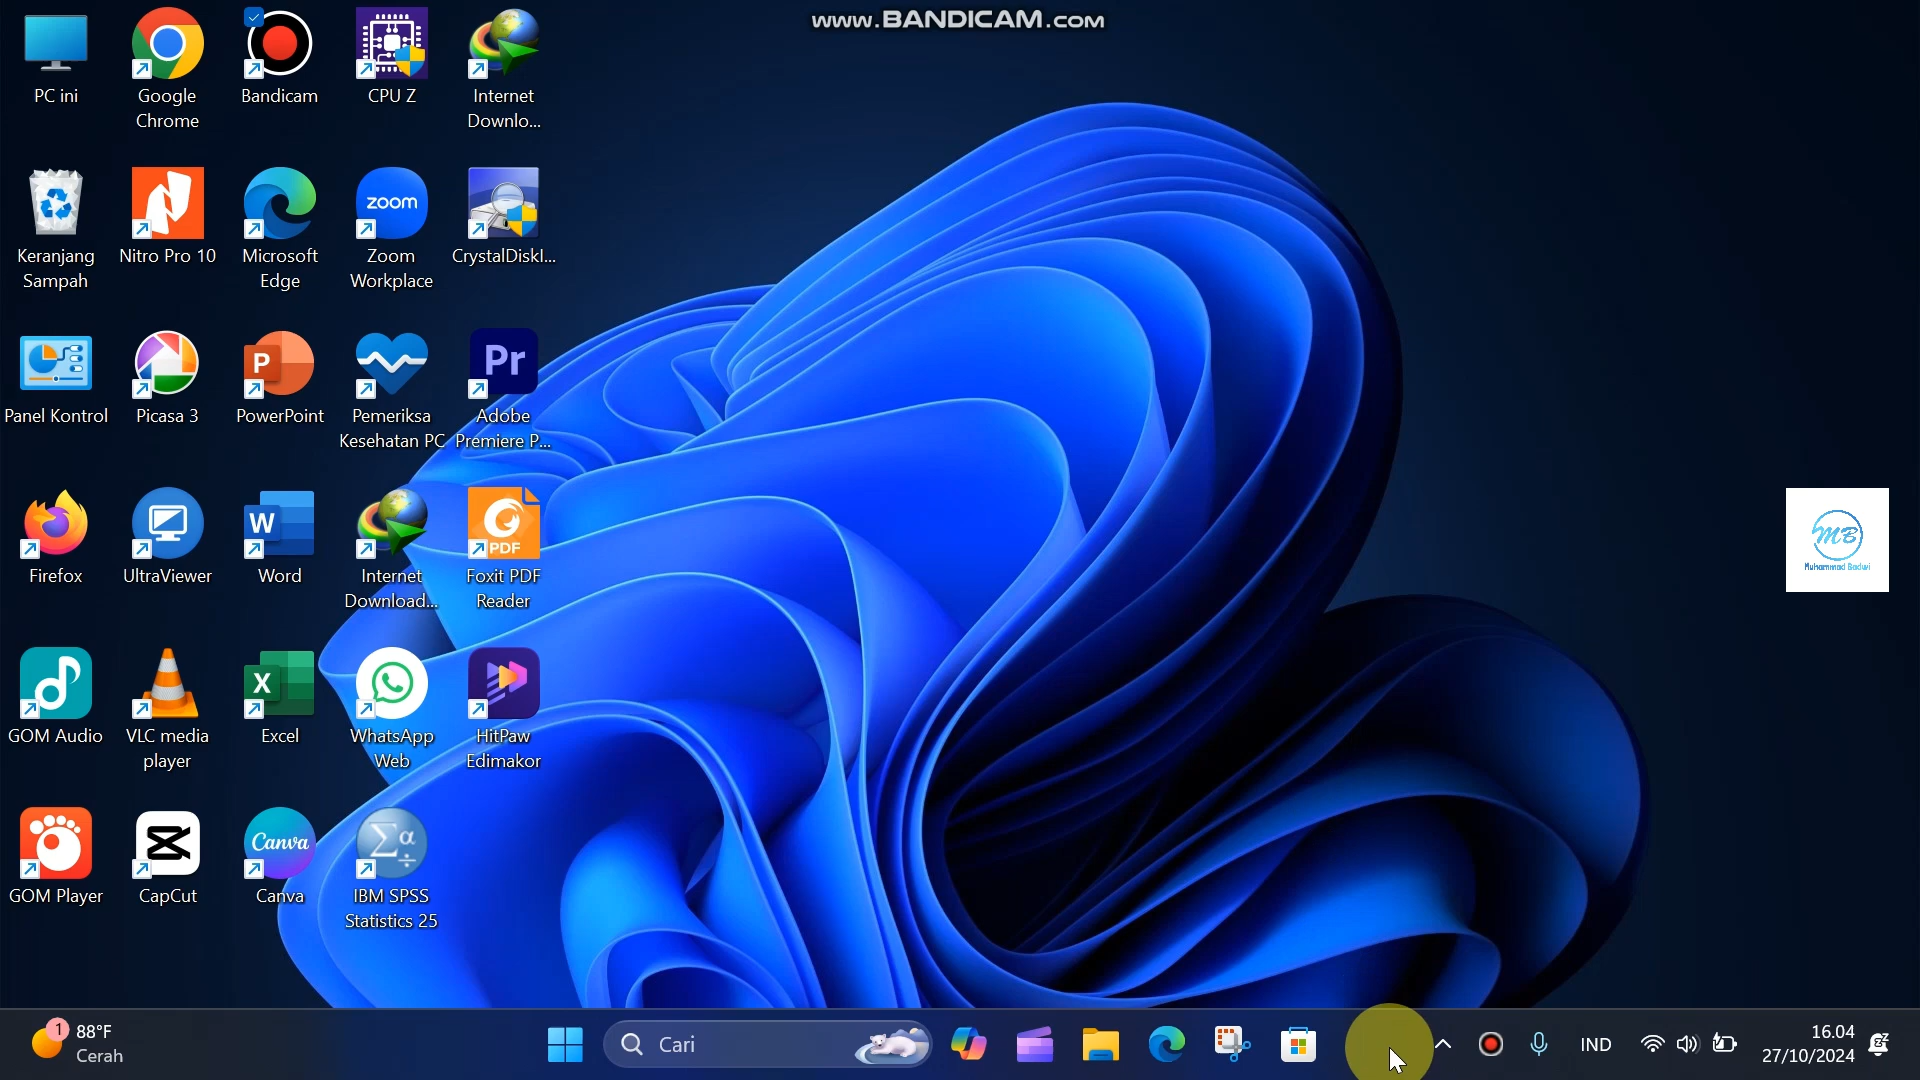 www.BANDICAM.com
PC ini
Google
Chrome
Bandicam
CPU Z
Internet
Downlo...
Keranjang
Sampah
Nitro Pro 10
Microsoft
Edge
zoom
Zoom
Workplace
CrystalDiskI...
Panel Kontrol
Picasa 3
P
PowerPoint
Pemeriksa
Kesehatan PC
Pr
Adobe
Premiere P...
Firefox
UltraViewer
W
Word
Internet
Download...
PDF
Foxit PDF
Reader
MB
Muhammad Badwi
GOM Audio
VLC media
player
X
Excel
WhatsApp
Web
HitPaw
Edimakor
GOM Player
CapCut
Canva
Canva
Σα÷
IBM SPSS
Statistics 25
1
88°F
Cerah
Cari
IND
16.04
27/10/2024